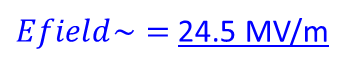 Efield~ = 24.5 MV/m